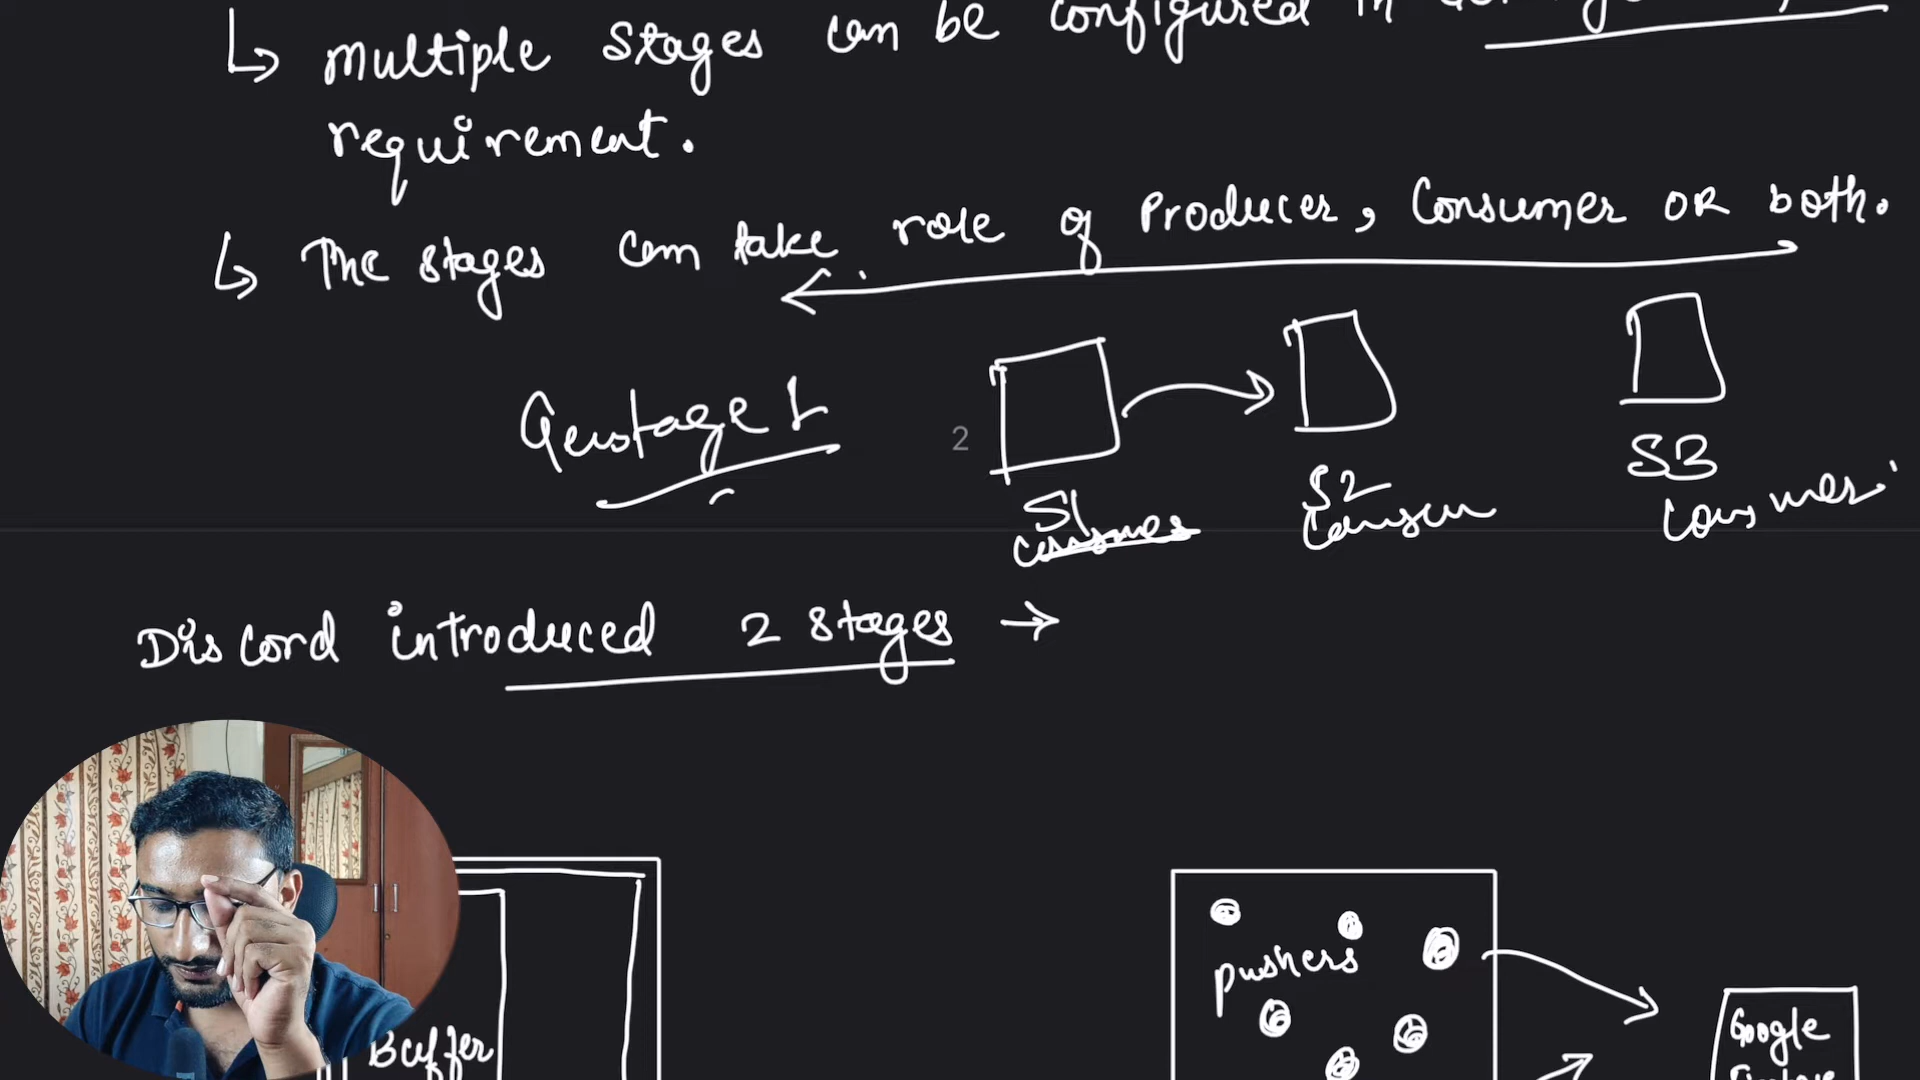 ↳ multiple stages can be configured in
requirement.
↳ The stages can take role of Producer, Consumer OR both.
Genstage 1
2
S1
S2
S3
Consumer
Discord introduced 2 stages →
pushers
Buffer
Google